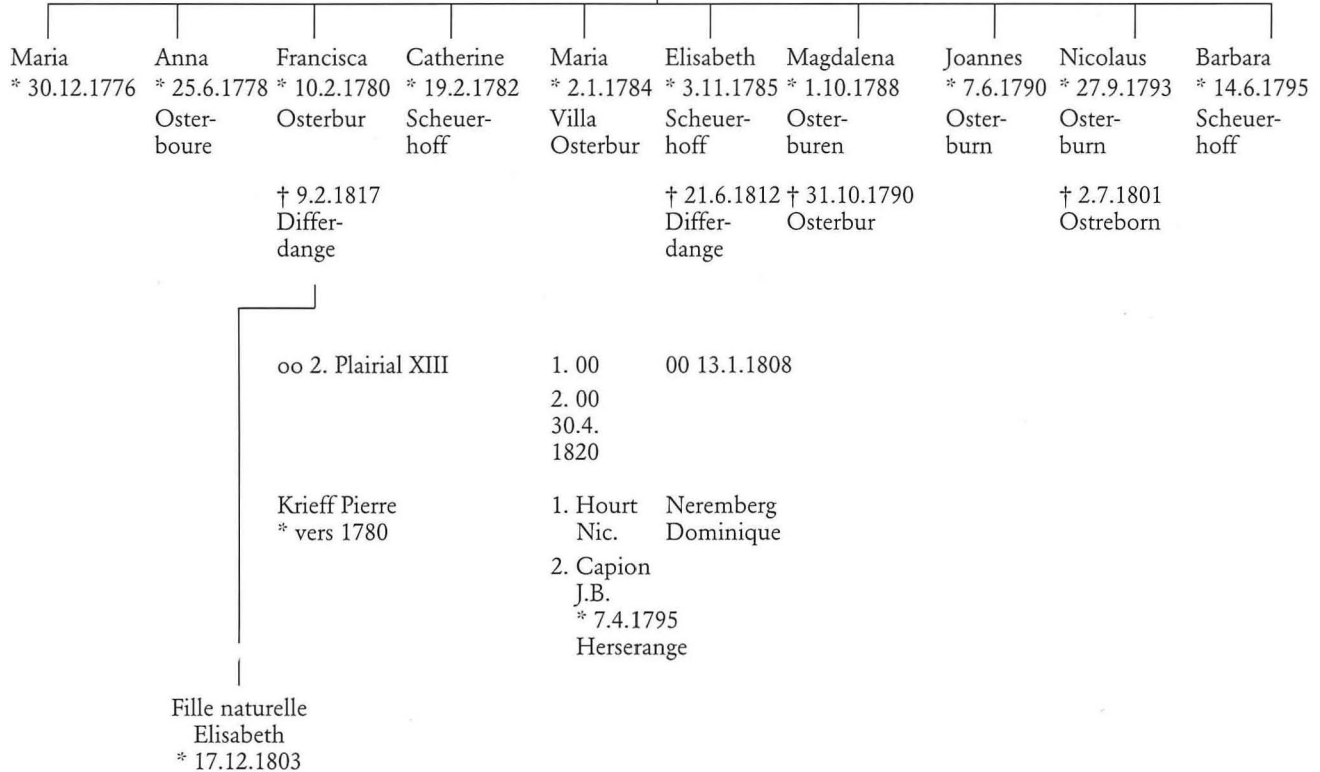 Maria
* 30.12.1776
Anna
* 25.6.1778
Oster-
boure
Francisca
* 10.2.1780
Osterbur
† 9.2.1817
Differ-
dange
Catherine
* 19.2.1782
Scheuer-
hoff
Maria
* 2.1.1784
Villa
Osterbur
Elisabeth
* 3.11.1785
Scheuer-
hoff
† 21.6.1812
Differ-
dange
Magdalena
* 1.10.1788
Oster-
buren
† 31.10.1790
Osterbur
Joannes
* 7.6.1790
Oster-
burn
Nicolaus
* 27.9.1793
Oster-
burn
† 2.7.1801
Ostreborn
Barbara
* 14.6.1795
Scheuer-
hoff
oo 2. Plairial XIII
Krieff Pierre
* vers 1780
1. 00
2. 00
30.4.
1820
1. Hourt
Nic.
2. Capion
J.B.
* 7.4.1795
Herserange
00 13.1.1808
Neremberg
Dominique
Fille naturelle
Elisabeth
* 17.12.1803